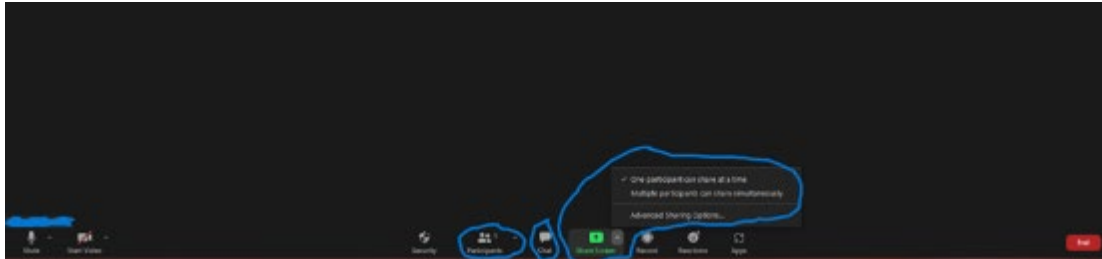 ✓ One participant can share at a time
Multiple participants can share simultaneously
Advanced Sharing Options...
Mute
Start Video
Security
Participants
1
Chat
Share Screen
Record
Reactions
Apps
End